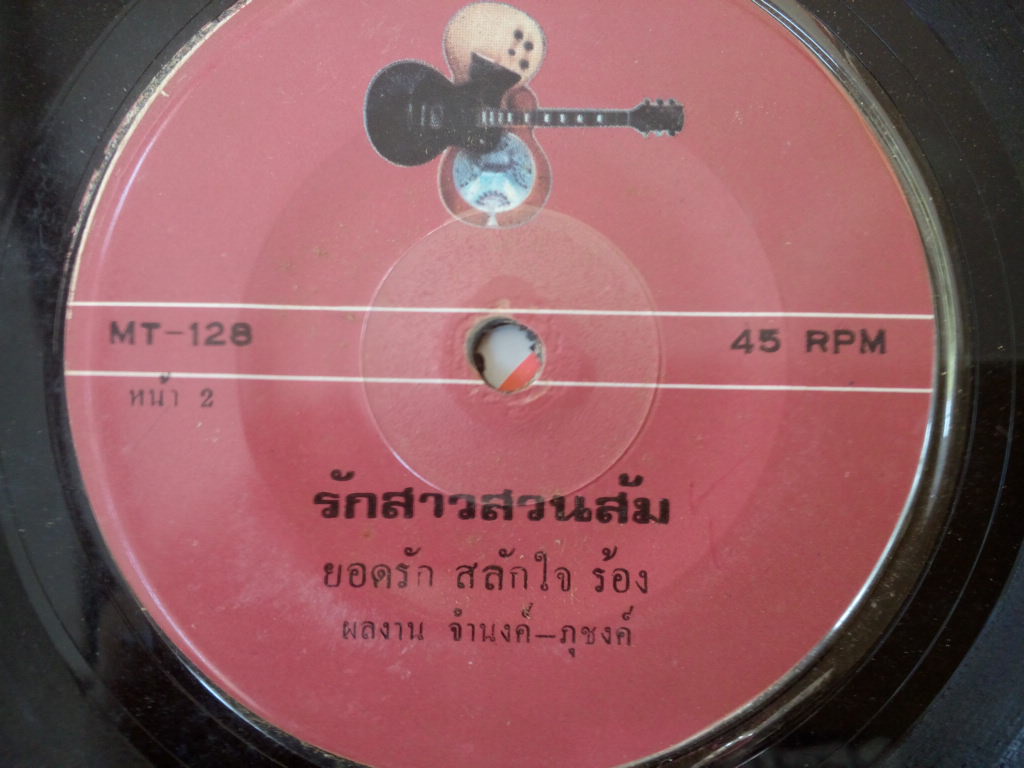 MT-128
45 RPM
หน้า 2
รักสาวสวนส้ม
ยอดรัก สลักใจ ร้อง
ผลงาน จำนงค์-ภุชงค์